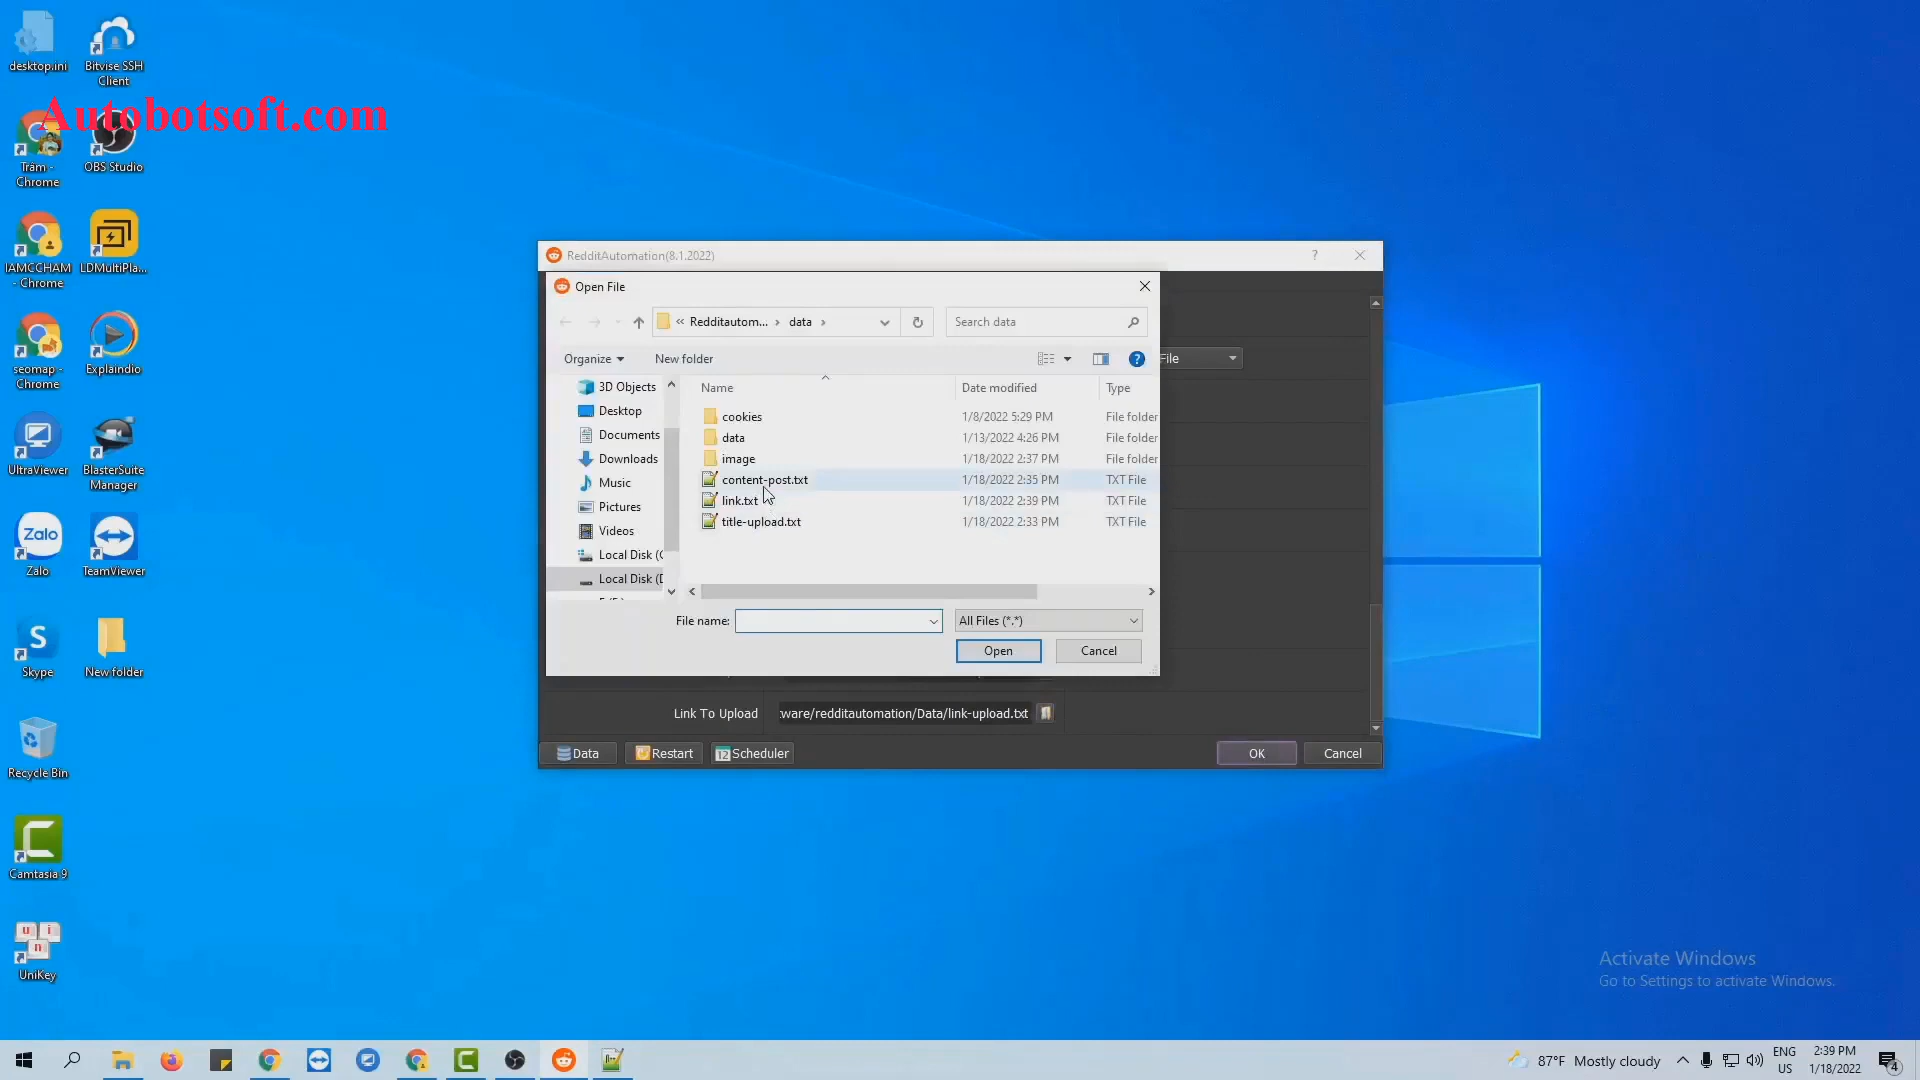 desktop.ini
Bitvise SSH
Client
Autobotsoft.com
Trâm -
Chrome
OBS Studio
IAMCCHAM
- Chrome
LDMultiPla...
seomap -
Chrome
Explaindio
UltraViewer
BlasterSuite
Manager
Zalo
Zalo
TeamViewer
S
Skype
New folder
Recycle Bin
Camtasia 9
u i
n
UniKey
RedditAutomation(8.1.2022)
?
Open File
« Redditautom... › data ›
Search data
Organize
New folder
?
File
3D Objects
Desktop
Documents
Downloads
Music
Pictures
Videos
Local Disk (C
Local Disk (D
Name
Date modified
Type
cookies 1/8/2022 5:29 PM File folder
data 1/13/2022 4:26 PM File folder
image 1/18/2022 2:37 PM File folder
content-post.txt 1/18/2022 2:35 PM TXT File
link.txt 1/18/2022 2:39 PM TXT File
title-upload.txt 1/18/2022 2:33 PM TXT File
File name:
All Files (*.*)
Open
Cancel
Link To Upload
ware/redditautomation/Data/link-upload.txt
Data
Restart
12
Scheduler
OK
Cancel
Activate Windows
Go to Settings to activate Windows.
87°F Mostly cloudy
ENG
US
2:39 PM
1/18/2022
4